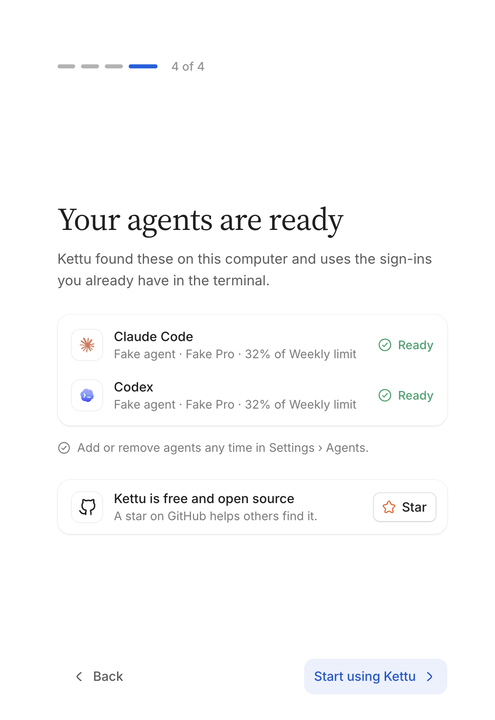 4 of 4
Your agents are ready
Kettu found these on this computer and uses the sign-ins
you already have in the terminal.
Claude Code
Fake agent · Fake Pro · 32% of Weekly limit
Ready
Codex
Fake agent · Fake Pro · 32% of Weekly limit
Ready
Add or remove agents any time in Settings › Agents.
Kettu is free and open source
A star on GitHub helps others find it.
Star
Back
Start using Kettu